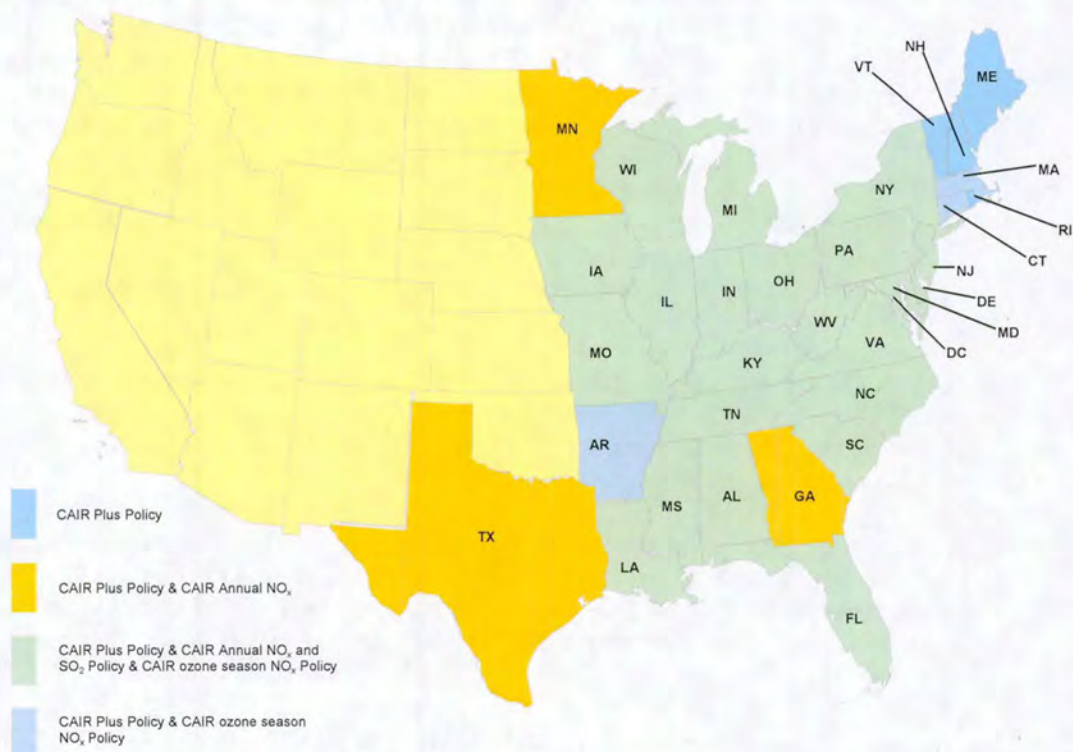 NH
VT
ME
MN
MA
WI
NY
MI
RI
PA
CT
IA
NJ
OH
IL
IN
DE
WV
MD
MO
VA
DC
KY
NC
TN
AR
SC
MS
AL
GA
CAIR Plus Policy
TX
LA
CAIR Plus Policy & CAIR Annual NOₓ
FL
CAIR Plus Policy & CAIR Annual NOₓ and
SO₂ Policy & CAIR ozone season NOₓ Policy
CAIR Plus Policy & CAIR ozone season
NOₓ Policy